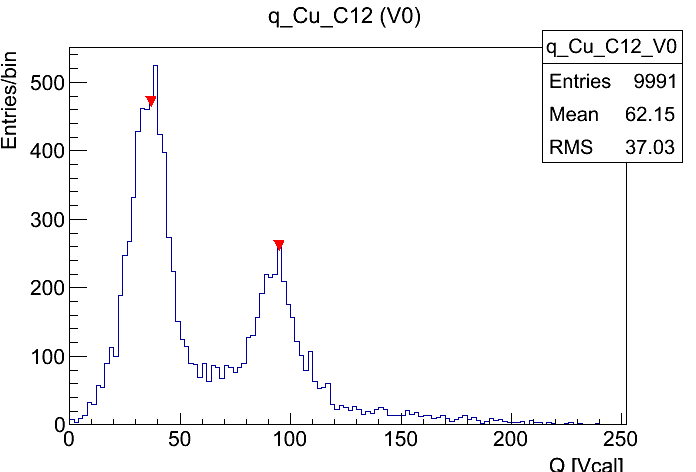 q_Cu_C12 (V0)
Entries/bin
q_Cu_C12_V0
Entries 9991
Mean 62.15
RMS 37.03
500
400
300
200
100
0
0 50 100 150 200 250
Q [Vcal]